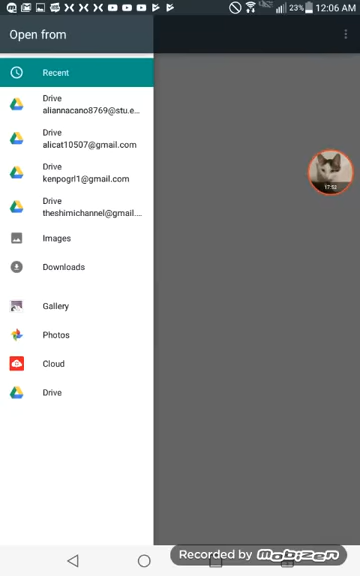 23% 12:06 AM
Open from
Recent
Drive
aliannacano8769@stu.e...
Drive
alicat10507@gmail.com
Drive
kenpogrl1@gmail.com
Drive
theshimichannel@gmail....
Images
Downloads
Gallery
Photos
Cloud
Drive
17:52
Recorded by Mobizen